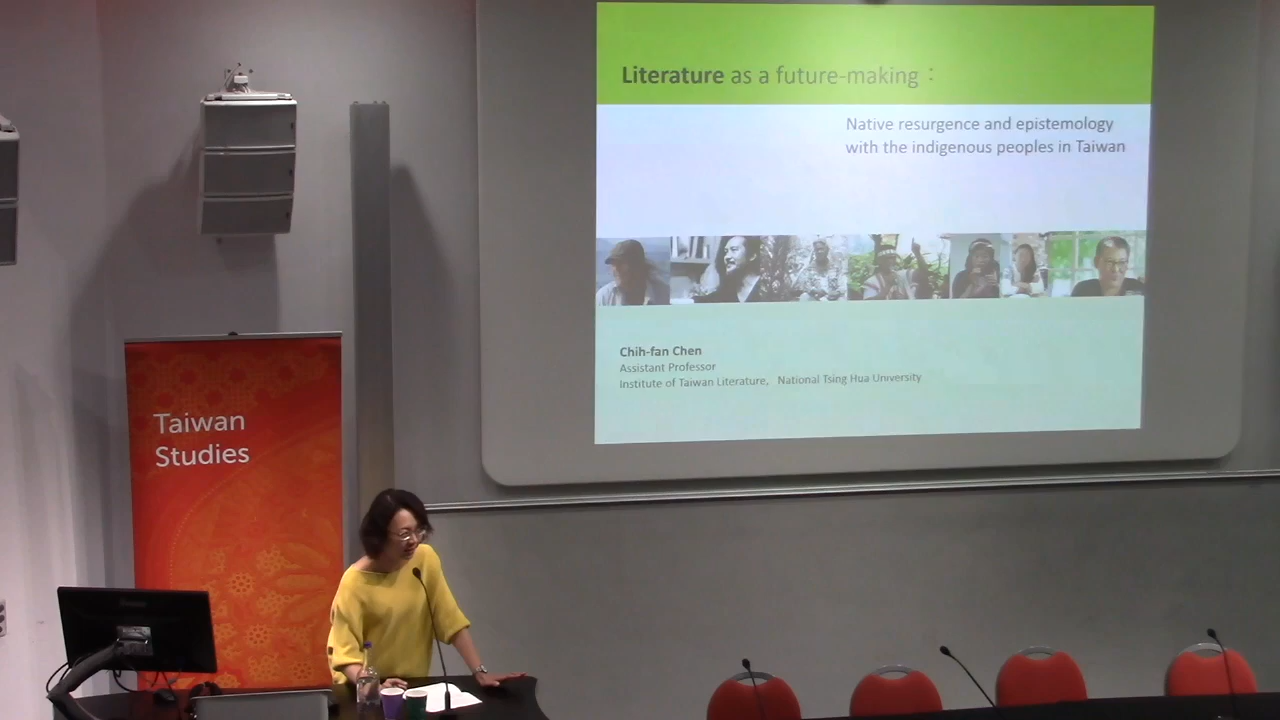 Literature as a future-making：
Native resurgence and epistemology
with the indigenous peoples in Taiwan
Chih-fan Chen
Assistant Professor
Institute of Taiwan Literature, National Tsing Hua University
Taiwan
Studies